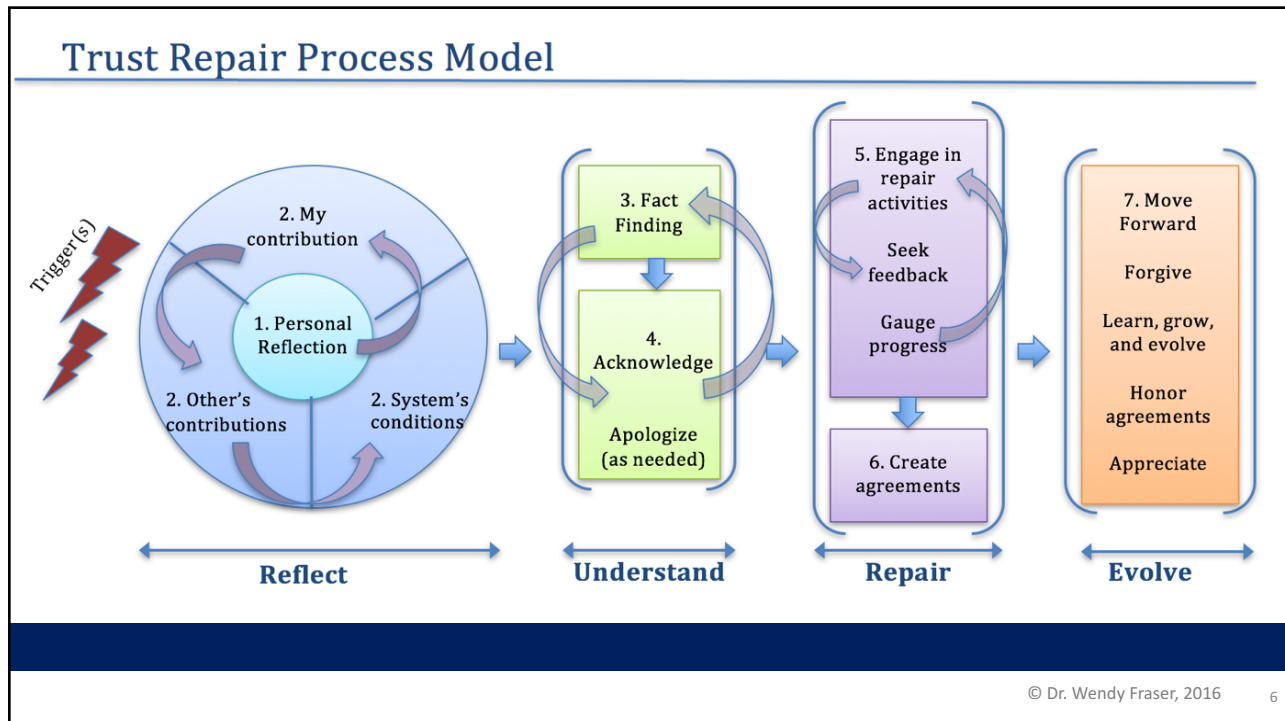 Trust Repair Process Model
Trigger(s)
2. My
contribution
1. Personal
Reflection
2. Other’s
contributions
2. System’s
conditions
Reflect
3. Fact
Finding
4.
Acknowledge
Apologize
(as needed)
Understand
5. Engage in
repair
activities
Seek
feedback
Gauge
progress
6. Create
agreements
Repair
7. Move
Forward
Forgive
Learn, grow,
and evolve
Honor
agreements
Appreciate
Evolve
© Dr. Wendy Fraser, 2016
6